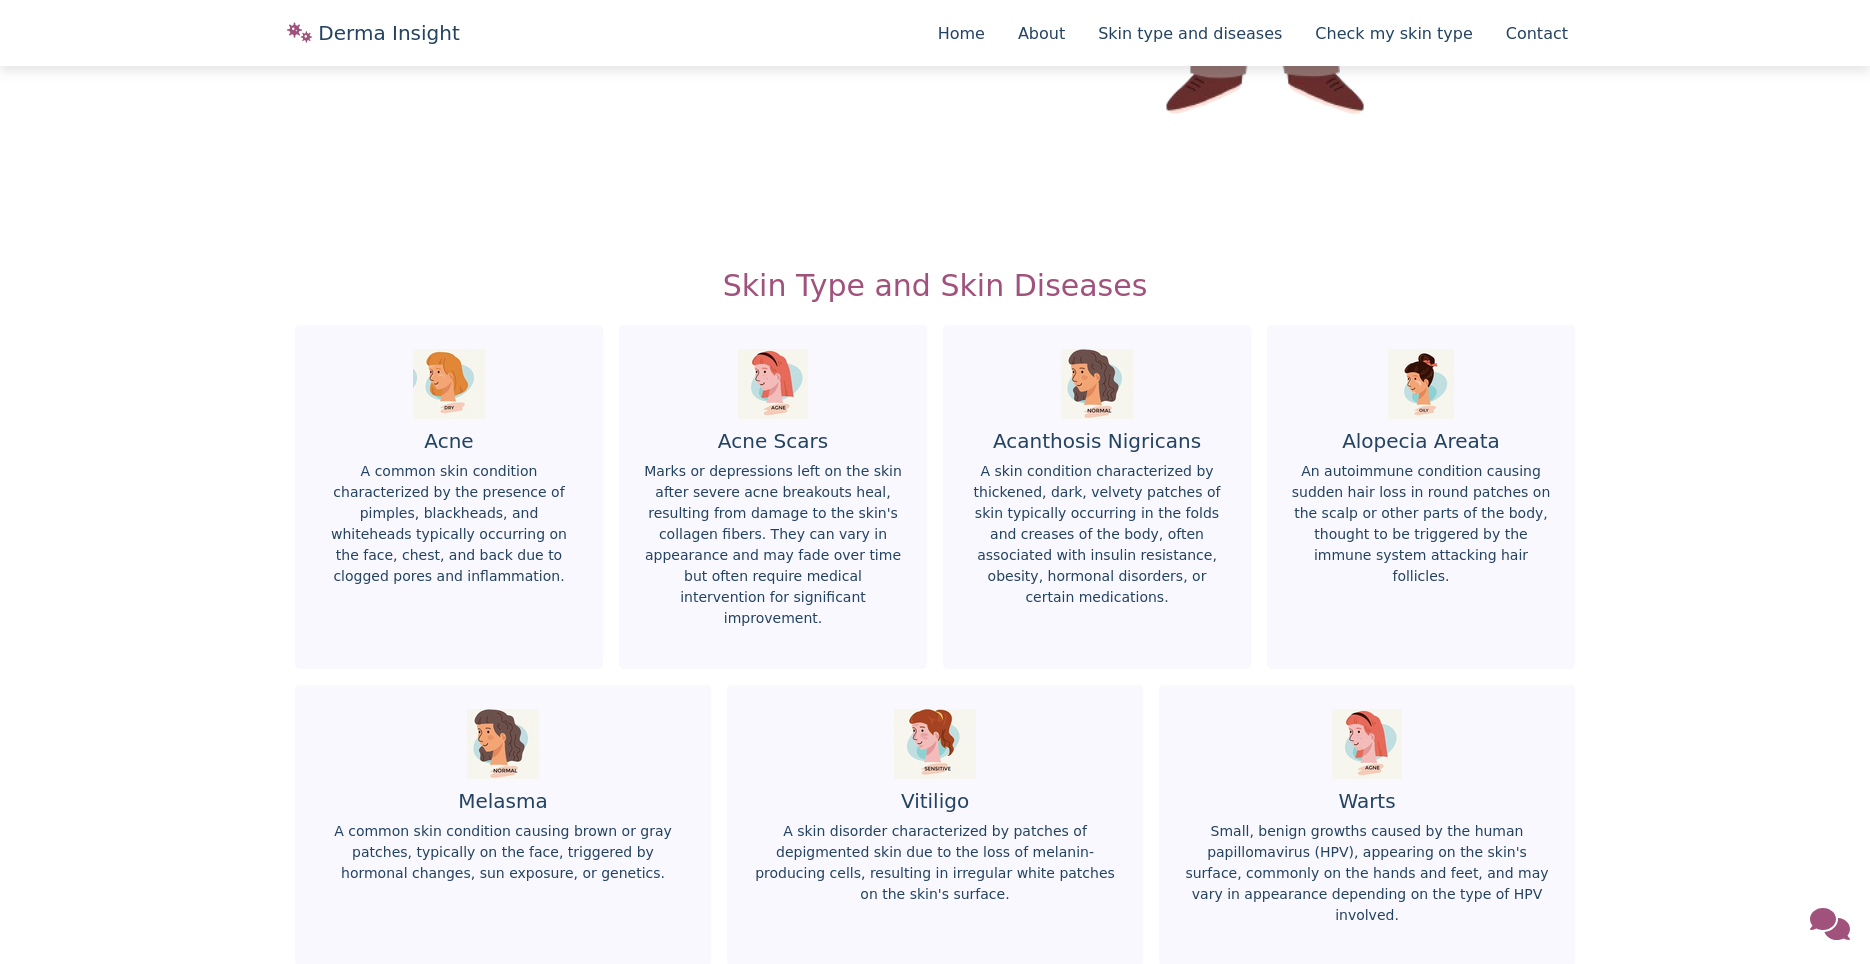 Derma Insight
Home
About
Skin type and diseases
Check my skin type
Contact
Skin Type and Skin Diseases
DRY
Acne
A common skin condition
characterized by the presence of
pimples, blackheads, and
whiteheads typically occurring on
the face, chest, and back due to
clogged pores and inflammation.
AGNE
Acne Scars
Marks or depressions left on the skin
after severe acne breakouts heal,
resulting from damage to the skin's
collagen fibers. They can vary in
appearance and may fade over time
but often require medical
intervention for significant
improvement.
NORMAL
Acanthosis Nigricans
A skin condition characterized by
thickened, dark, velvety patches of
skin typically occurring in the folds
and creases of the body, often
associated with insulin resistance,
obesity, hormonal disorders, or
certain medications.
OILY
Alopecia Areata
An autoimmune condition causing
sudden hair loss in round patches on
the scalp or other parts of the body,
thought to be triggered by the
immune system attacking hair
follicles.
NORMAL
Melasma
A common skin condition causing brown or gray
patches, typically on the face, triggered by
hormonal changes, sun exposure, or genetics.
SENSITIVE
Vitiligo
A skin disorder characterized by patches of
depigmented skin due to the loss of melanin-
producing cells, resulting in irregular white patches
on the skin's surface.
AGNE
Warts
Small, benign growths caused by the human
papillomavirus (HPV), appearing on the skin's
surface, commonly on the hands and feet, and may
vary in appearance depending on the type of HPV
involved.